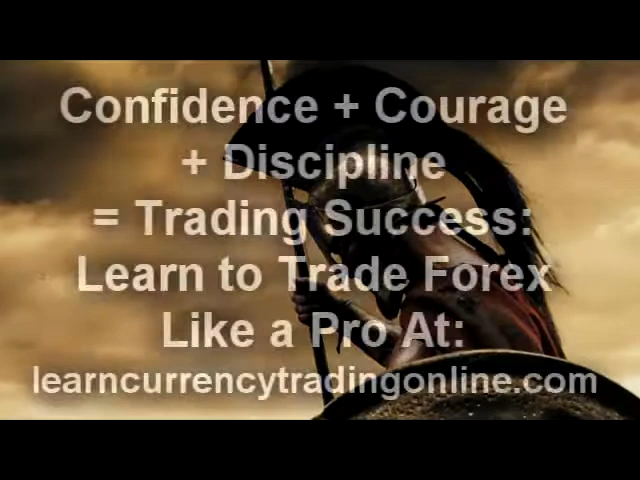 Confidence + Courage
+ Discipline
= Trading Success:
Learn to Trade Forex
Like a Pro At:
learncurrencytradingonline.com